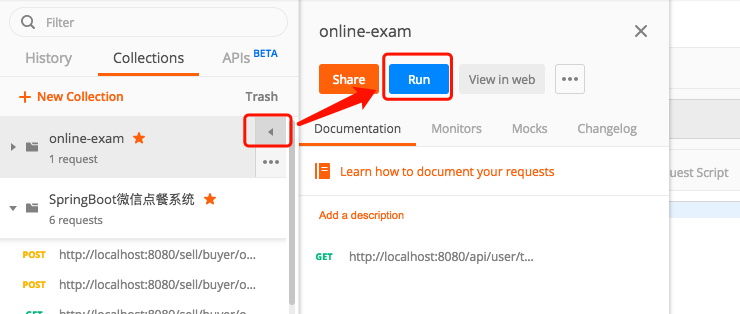 Filter
History
Collections
APIs BETA
+ New Collection
Trash
online-exam
1 request
SpringBoot微信点餐系统
6 requests
POST http://localhost:8080/sell/buyer/o...
POST http://localhost:8080/sell/buyer/o...
GET http://localhost:8080/sell/buyer/o...
online-exam
Share
Run
View in web
Documentation
Monitors
Mocks
Changelog
Learn how to document your requests
Add a description
GET http://localhost:8080/api/user/t...
uest Script